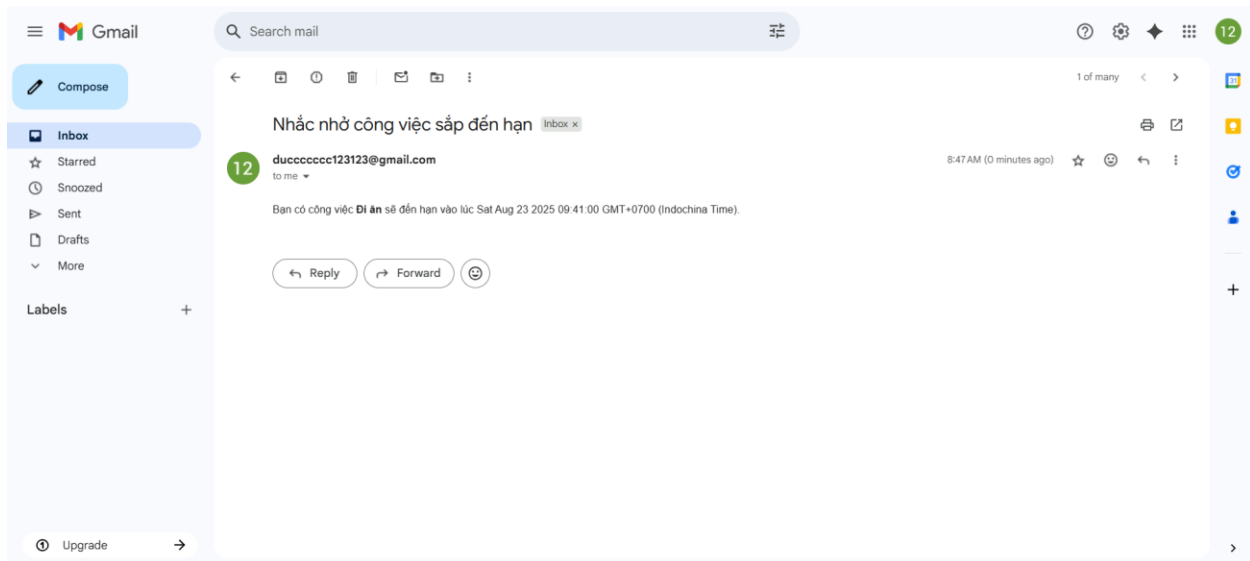 Gmail
Search mail
12
Compose
1 of many
Inbox
Starred
Snoozed
Sent
Drafts
More
Labels
Nhắc nhở công việc sắp đến hạn Inbox ×
12
duccccccc123123@gmail.com
8:47 AM (0 minutes ago)
to me
Bạn có công việc Đi ăn sẽ đến hạn vào lúc Sat Aug 23 2025 09:41:00 GMT+0700 (Indochina Time).
Reply
Forward
31
Upgrade